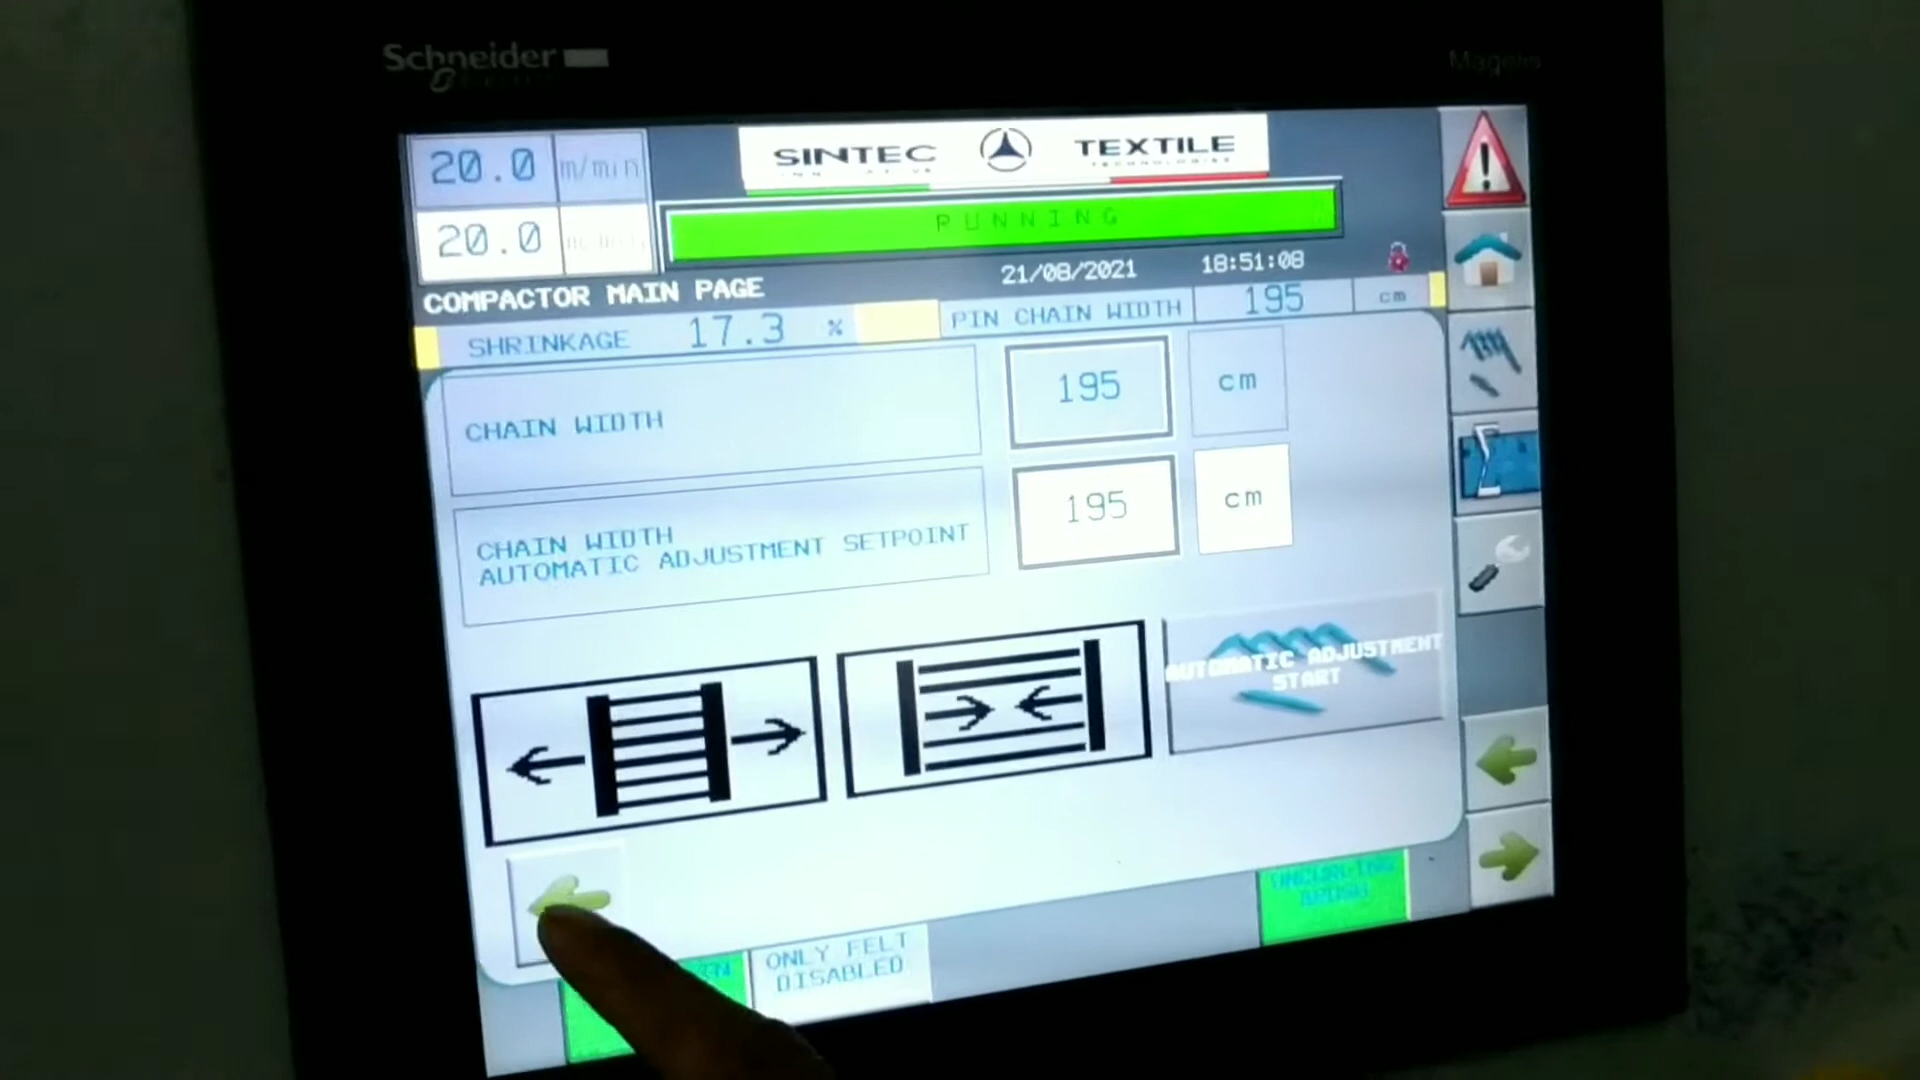 Schneider
Magelis
20.0 m/min
SINTEC TEXTILE
20.0
RUNNING
21/08/2021 18:51:08
COMPACTOR MAIN PAGE
SHRINKAGE 17.3 % PIN CHAIN WIDTH 195 cm
CHAIN WIDTH 195 cm
CHAIN WIDTH
AUTOMATIC ADJUSTMENT SETPOINT 195 cm
AUTOMATIC ADJUSTMENT
START
ONLY FELT
DISABLED